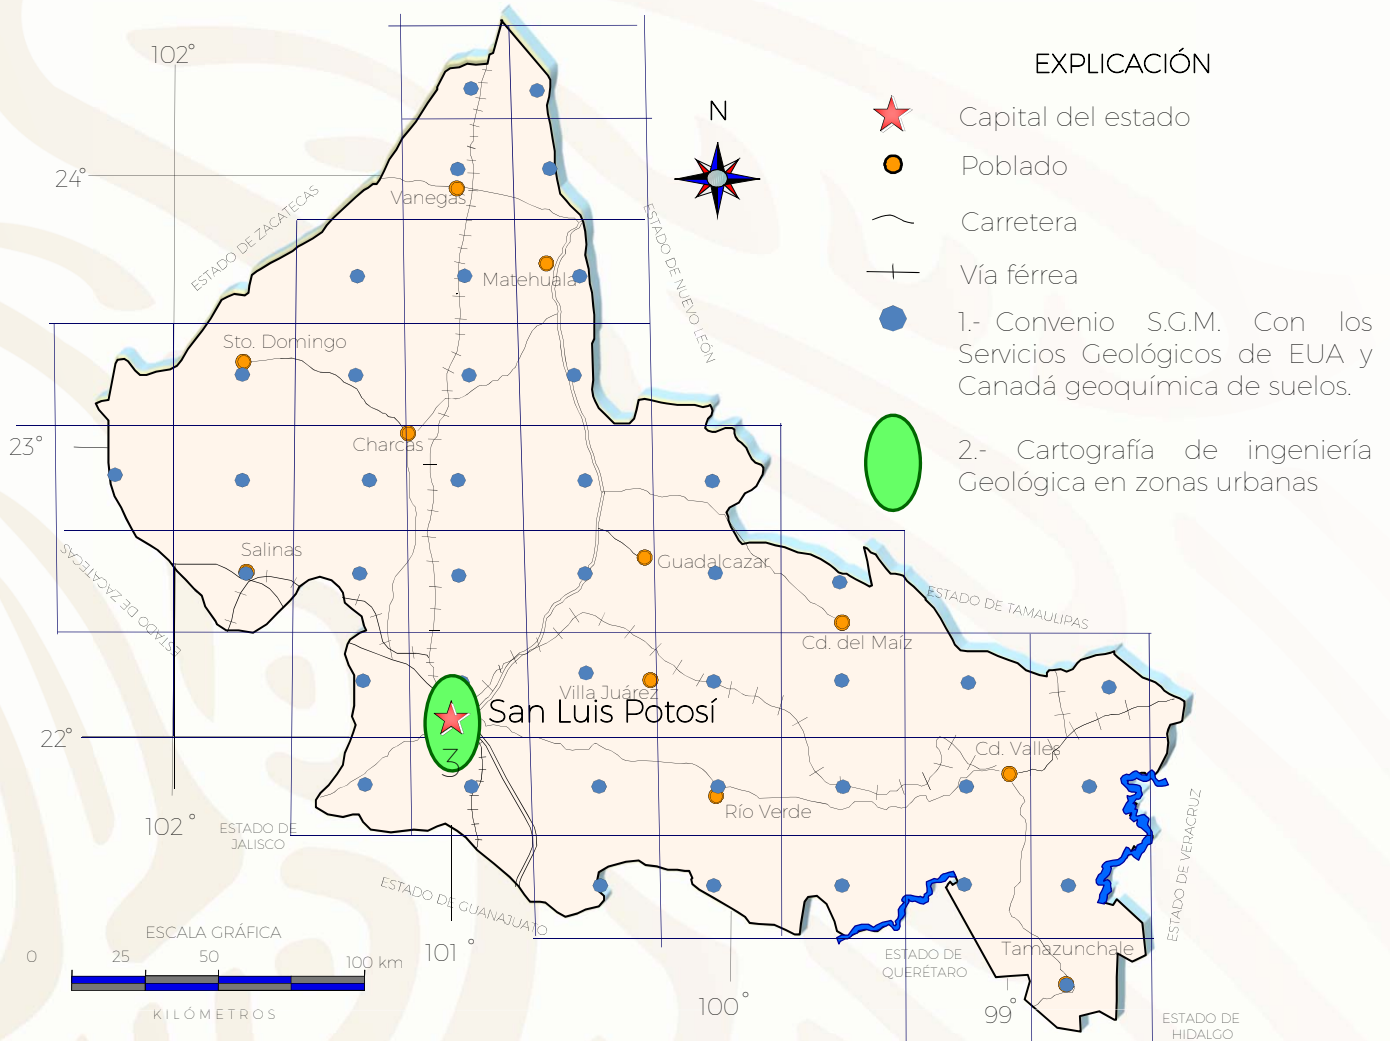 EXPLICACIÓN
Capital del estado
Poblado
Carretera
Vía férrea
1.- Convenio S.G.M. Con los
Servicios Geológicos de EUA y
Canadá geoquímica de suelos.
2.- Cartografía de ingeniería
Geológica en zonas urbanas
N
102°
24°
ESTADO DE ZACATECAS
Vanegas
ESTADO DE NUEVO LEÓN
Matehuala
Sto. Domingo
Charcas
23°
Salinas
Guadalcazar
ESTADO DE ZACATECAS
ESTADO DE TAMAULIPAS
Cd. del Maíz
Villa Juárez
San Luis Potosí
3
22°
Cd. Valles
Río Verde
102°
ESTADO DE
JALISCO
ESTADO DE VERACRUZ
ESTADO DE GUANAJUATO
101°
Tamazunchale
ESTADO DE
QUERÉTARO
100°
99°
ESTADO DE
HIDALGO
ESCALA GRÁFICA
0 25 50 100 km
KILÓMETROS